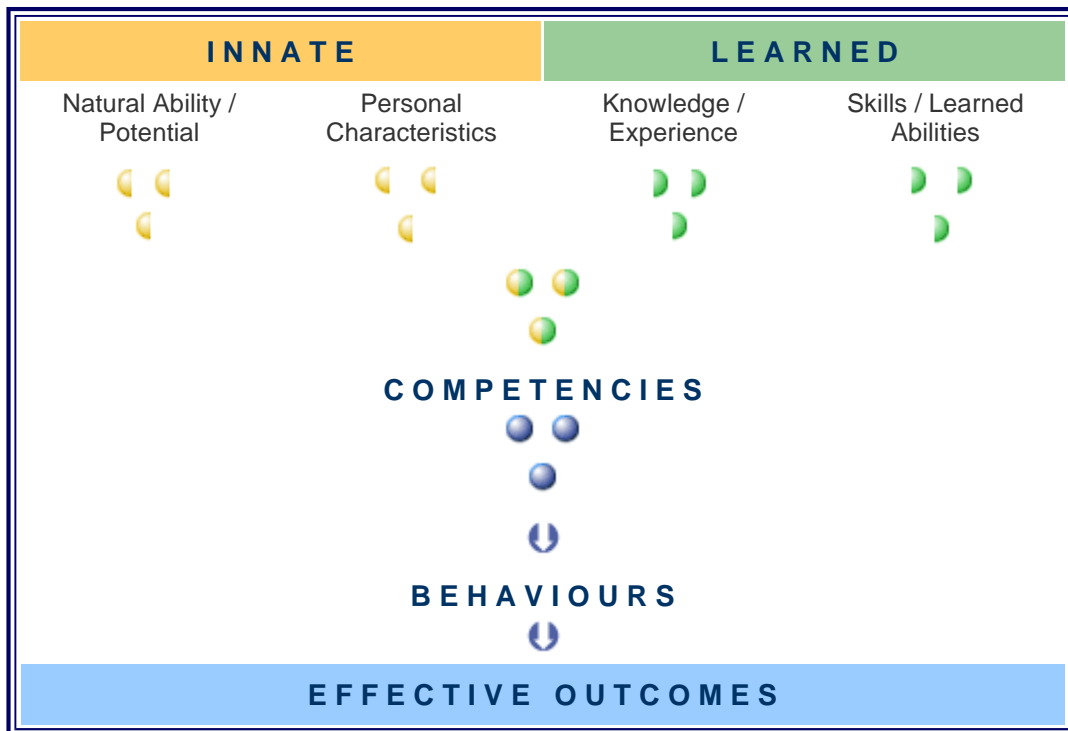 INNATE LEARNED
Natural Ability / Potential
Personal Characteristics
Knowledge / Experience
Skills / Learned Abilities
COMPETENCIES
BEHAVIOURS
EFFECTIVE OUTCOMES